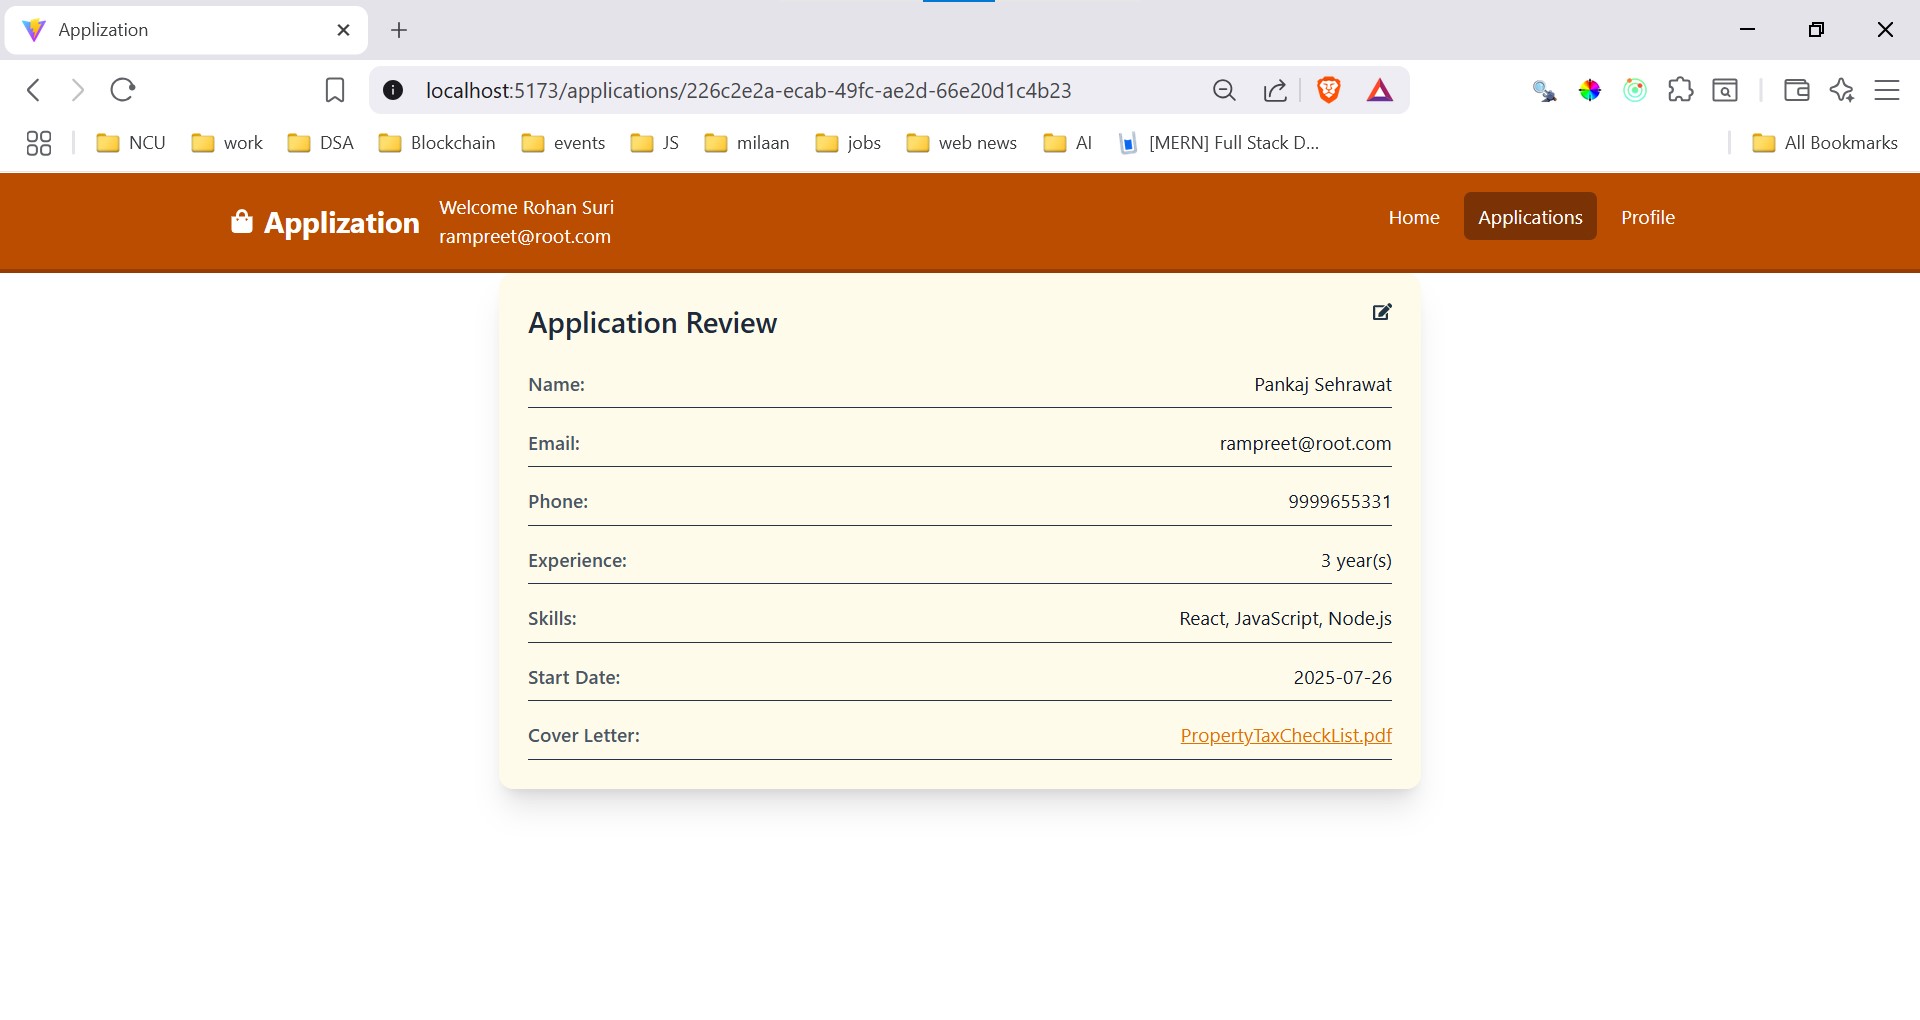 Applization
localhost:5173/applications/226c2e2a-ecab-49fc-ae2d-66e20d1c4b23
NCU work DSA Blockchain events JS milaan jobs web news AI [MERN] Full Stack D... All Bookmarks
Applization
Welcome Rohan Suri
rampreet@root.com
Home Applications Profile
Application Review
Name: Pankaj Sehrawat
Email: rampreet@root.com
Phone: 9999655331
Experience: 3 year(s)
Skills: React, JavaScript, Node.js
Start Date: 2025-07-26
Cover Letter: PropertyTaxCheckList.pdf